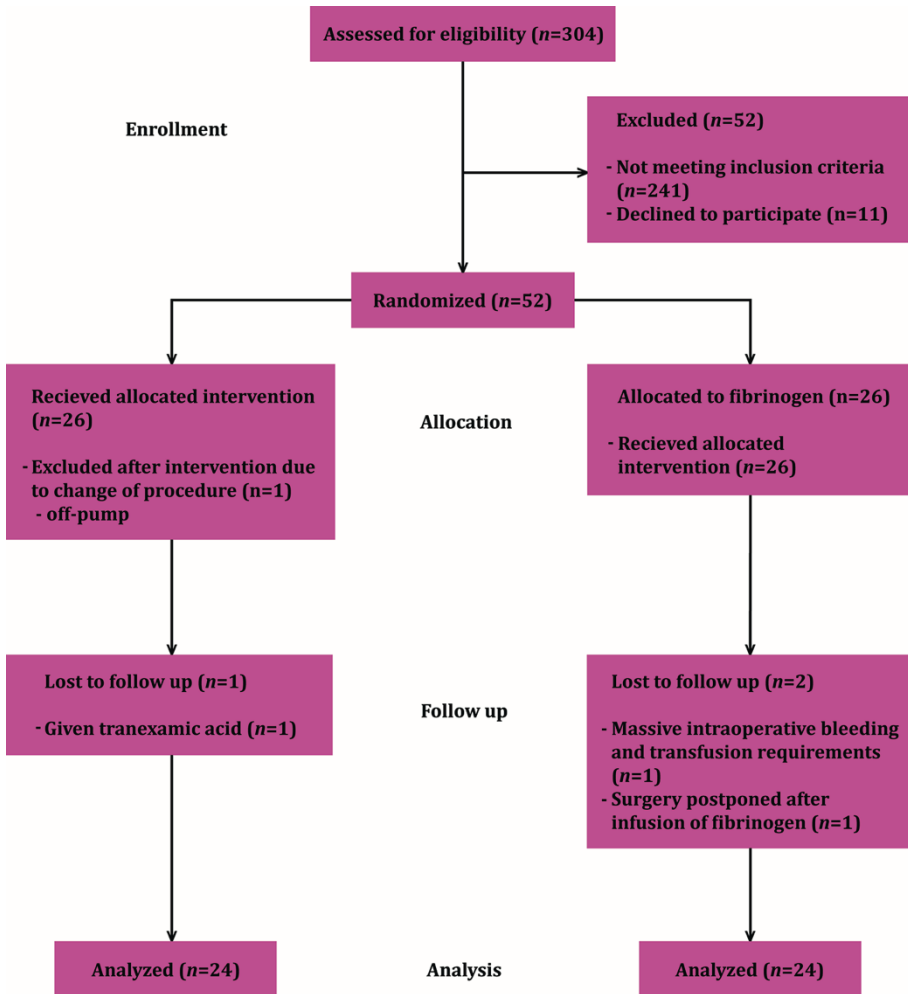 Assessed for eligibility (n=304)
Enrollment
Excluded (n=52)
- Not meeting inclusion criteria
(n=241)
- Declined to participate (n=11)
Randomized (n=52)
Recieved allocated intervention
(n=26)
- Excluded after intervention due
to change of procedure (n=1)
- off-pump
Allocation
Allocated to fibrinogen (n=26)
- Recieved allocated
intervention (n=26)
Lost to follow up (n=1)
- Given tranexamic acid (n=1)
Follow up
Lost to follow up (n=2)
- Massive intraoperative bleeding
and transfusion requirements
(n=1)
- Surgery postponed after
infusion of fibrinogen (n=1)
Analyzed (n=24)
Analysis
Analyzed (n=24)